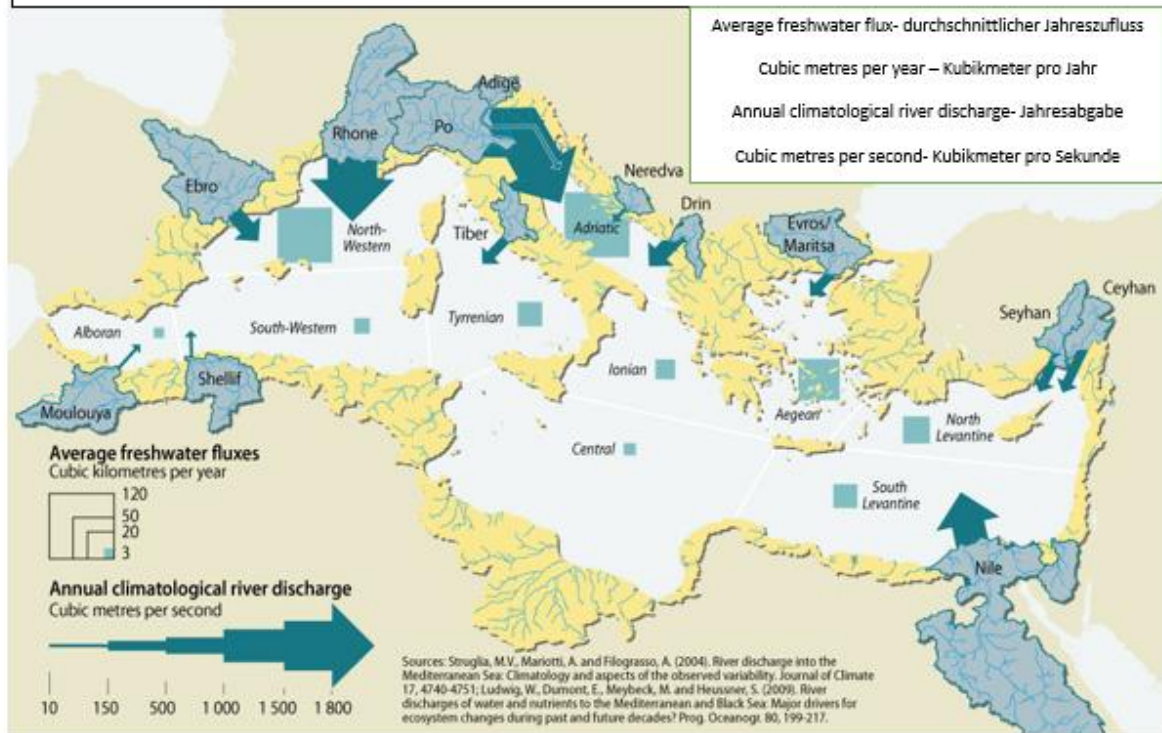 Average freshwater flux- durchschnittlicher Jahreszufluss
Cubic metres per year – Kubikmeter pro Jahr
Annual climatological river discharge- Jahresabgabe
Cubic metres per second- Kubikmeter pro Sekunde
Adige
Rhone
Po
Ebro
Neredva
Drin
Evros/
Maritsa
Tiber
Adriatic
North-
Western
Ceyhan
Seyhan
Alboran
South-Western
Tyrrenian
Ionian
Shellif
Moulouya
Aegean
North
Levantine
Central
South
Levantine
Nile
Average freshwater fluxes
Cubic kilometres per year
120
50
20
3
Annual climatological river discharge
Cubic metres per second
10 150 500 1 000 1 500 1 800
Sources: Struglia, M.V., Mariotti, A. and Filograsso, A. (2004). River discharge into the
Mediterranean Sea: Climatology and aspects of the observed variability. Journal of Climate
17, 4740-4751; Ludwig, W., Dumont, E., Meybeck, M. and Heussner, S. (2009). River
discharges of water and nutrients to the Mediterranean and Black Sea: Major drivers for
ecosystem changes during past and future decades? Prog. Oceanogr. 80, 199-217.